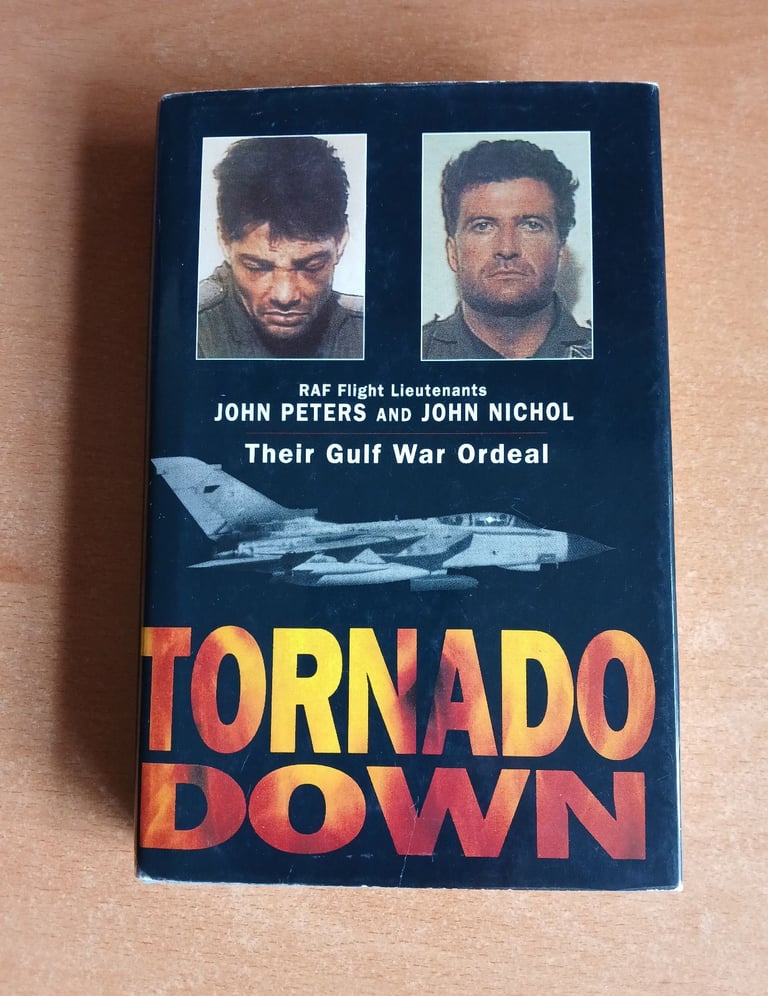 RAF Flight Lieutenants
JOHN PETERS AND JOHN NICHOL
Their Gulf War Ordeal
TORNADO
DOWN